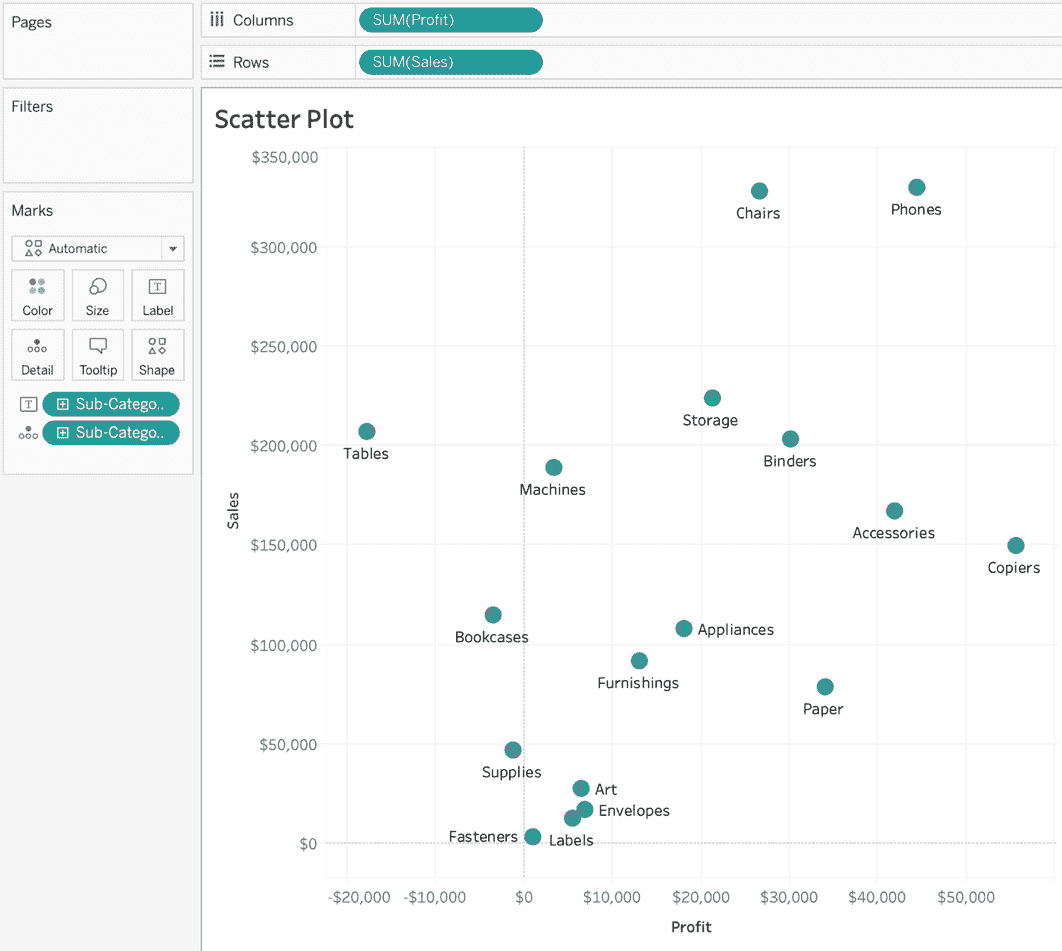 Pages
Columns
SUM(Profit)
Rows
SUM(Sales)
Filters
Marks
Automatic
Color
Size
Label
Detail
Tooltip
Shape
T
Sub-Catego..
Sub-Catego..
Scatter Plot
$350,000
$300,000
$250,000
$200,000
$150,000
$100,000
$50,000
$0
Sales
Chairs
Phones
Storage
Tables
Binders
Machines
Accessories
Copiers
Bookcases
Appliances
Furnishings
Paper
Supplies
Art
Envelopes
Fasteners
Labels
-$20,000
-$10,000
$0
$10,000
$20,000
$30,000
$40,000
$50,000
Profit